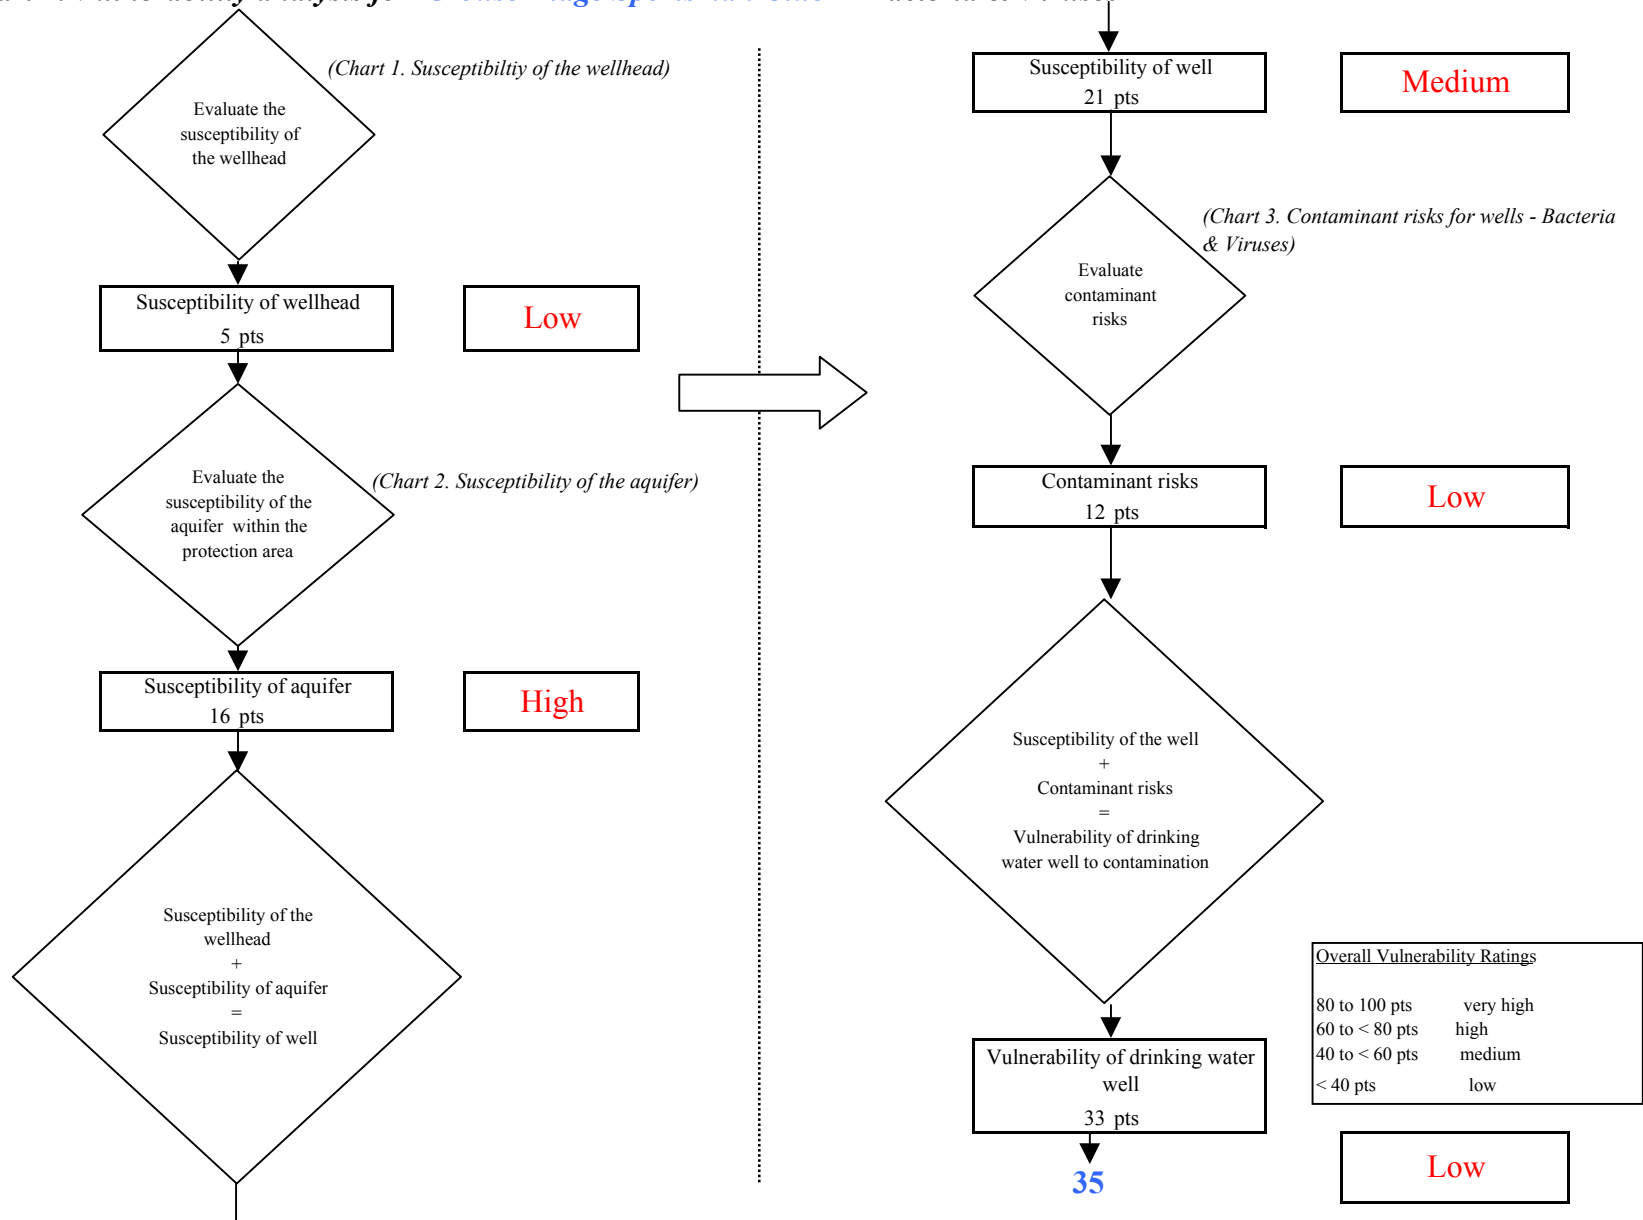 (Chart 1. Susceptibiltiy of the wellhead)
Evaluate the
susceptibility of
the wellhead
Susceptibility of wellhead
5 pts
Low
Evaluate the
susceptibility of the
aquifer within the
protection area
(Chart 2. Susceptibility of the aquifer)
Susceptibility of aquifer
16 pts
High
Susceptibility of the
wellhead
+
Susceptibility of aquifer
=
Susceptibility of well
Susceptibility of well
21 pts
Medium
(Chart 3. Contaminant risks for wells - Bacteria
& Viruses)
Evaluate
contaminant
risks
Contaminant risks
12 pts
Low
Susceptibility of the well
+
Contaminant risks
=
Vulnerability of drinking
water well to contamination
Overall Vulnerability Ratings
80 to 100 pts very high
60 to < 80 pts high
40 to < 60 pts medium
< 40 pts low
Vulnerability of drinking water
well
33 pts
35
Low